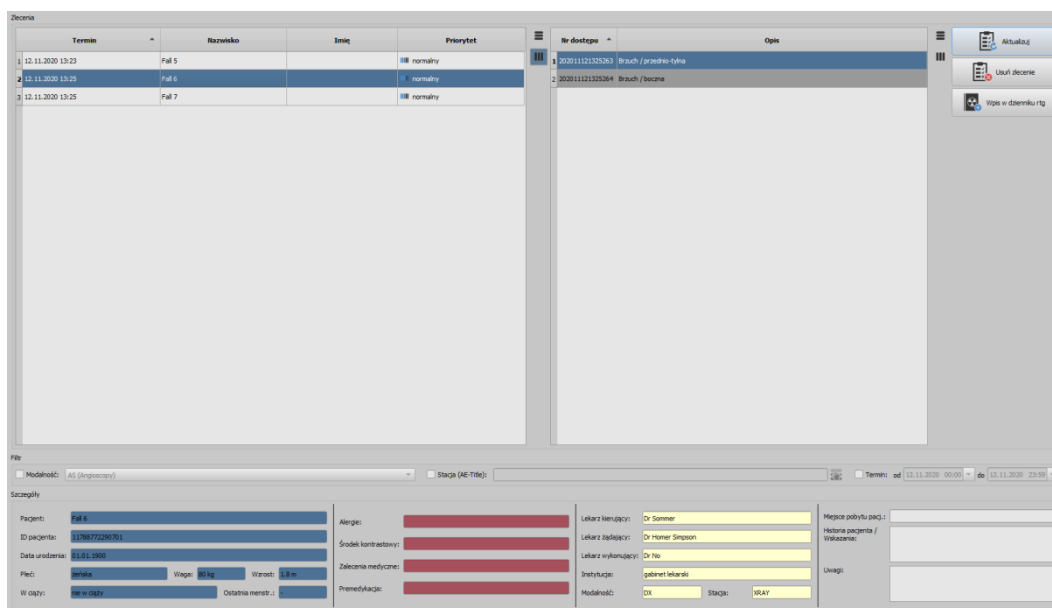 Zlecenia
Termin Nazwisko Imię Priorytet
1 12.11.2020 13:23 Fall 5 normalny
2 12.11.2020 13:25 Fall 6 normalny
3 12.11.2020 13:25 Fall 7 normalny
Nr dostępu Opis
1 202011121325263 Brzuch / przednio-tylna
2 202011121325264 Brzuch / boczna
Aktualizuj
Usuń zlecenie
Wpis w dzienniku rtg
Filtr
Modalność: AS (Angioscopy) Stacja (AE-Title): Termin: od 12.11.2020 00:00 do 12.11.2020 23:59
Szczegóły
Pacjent: Fall 6
ID pacjenta: 11788772290701
Data urodzenia: 01.01.1900
Płeć: żeńska Waga: 80 kg Wzrost: 1.8 m
W ciąży: nie w ciąży Ostatnia menstr.: -
Alergie:
Środek kontrastowy:
Zalecenia medyczne:
Premedykacja:
Lekarz kierujący: Dr Sommer
Lekarz żądający: Dr Homer Simpson
Lekarz wykonujący: Dr No
Instytucja: gabinet lekarski
Modalność: DX Stacja: XRAY
Miejsce pobytu pacj.:
Historia pacjenta /
Wskazania:
Uwagi: